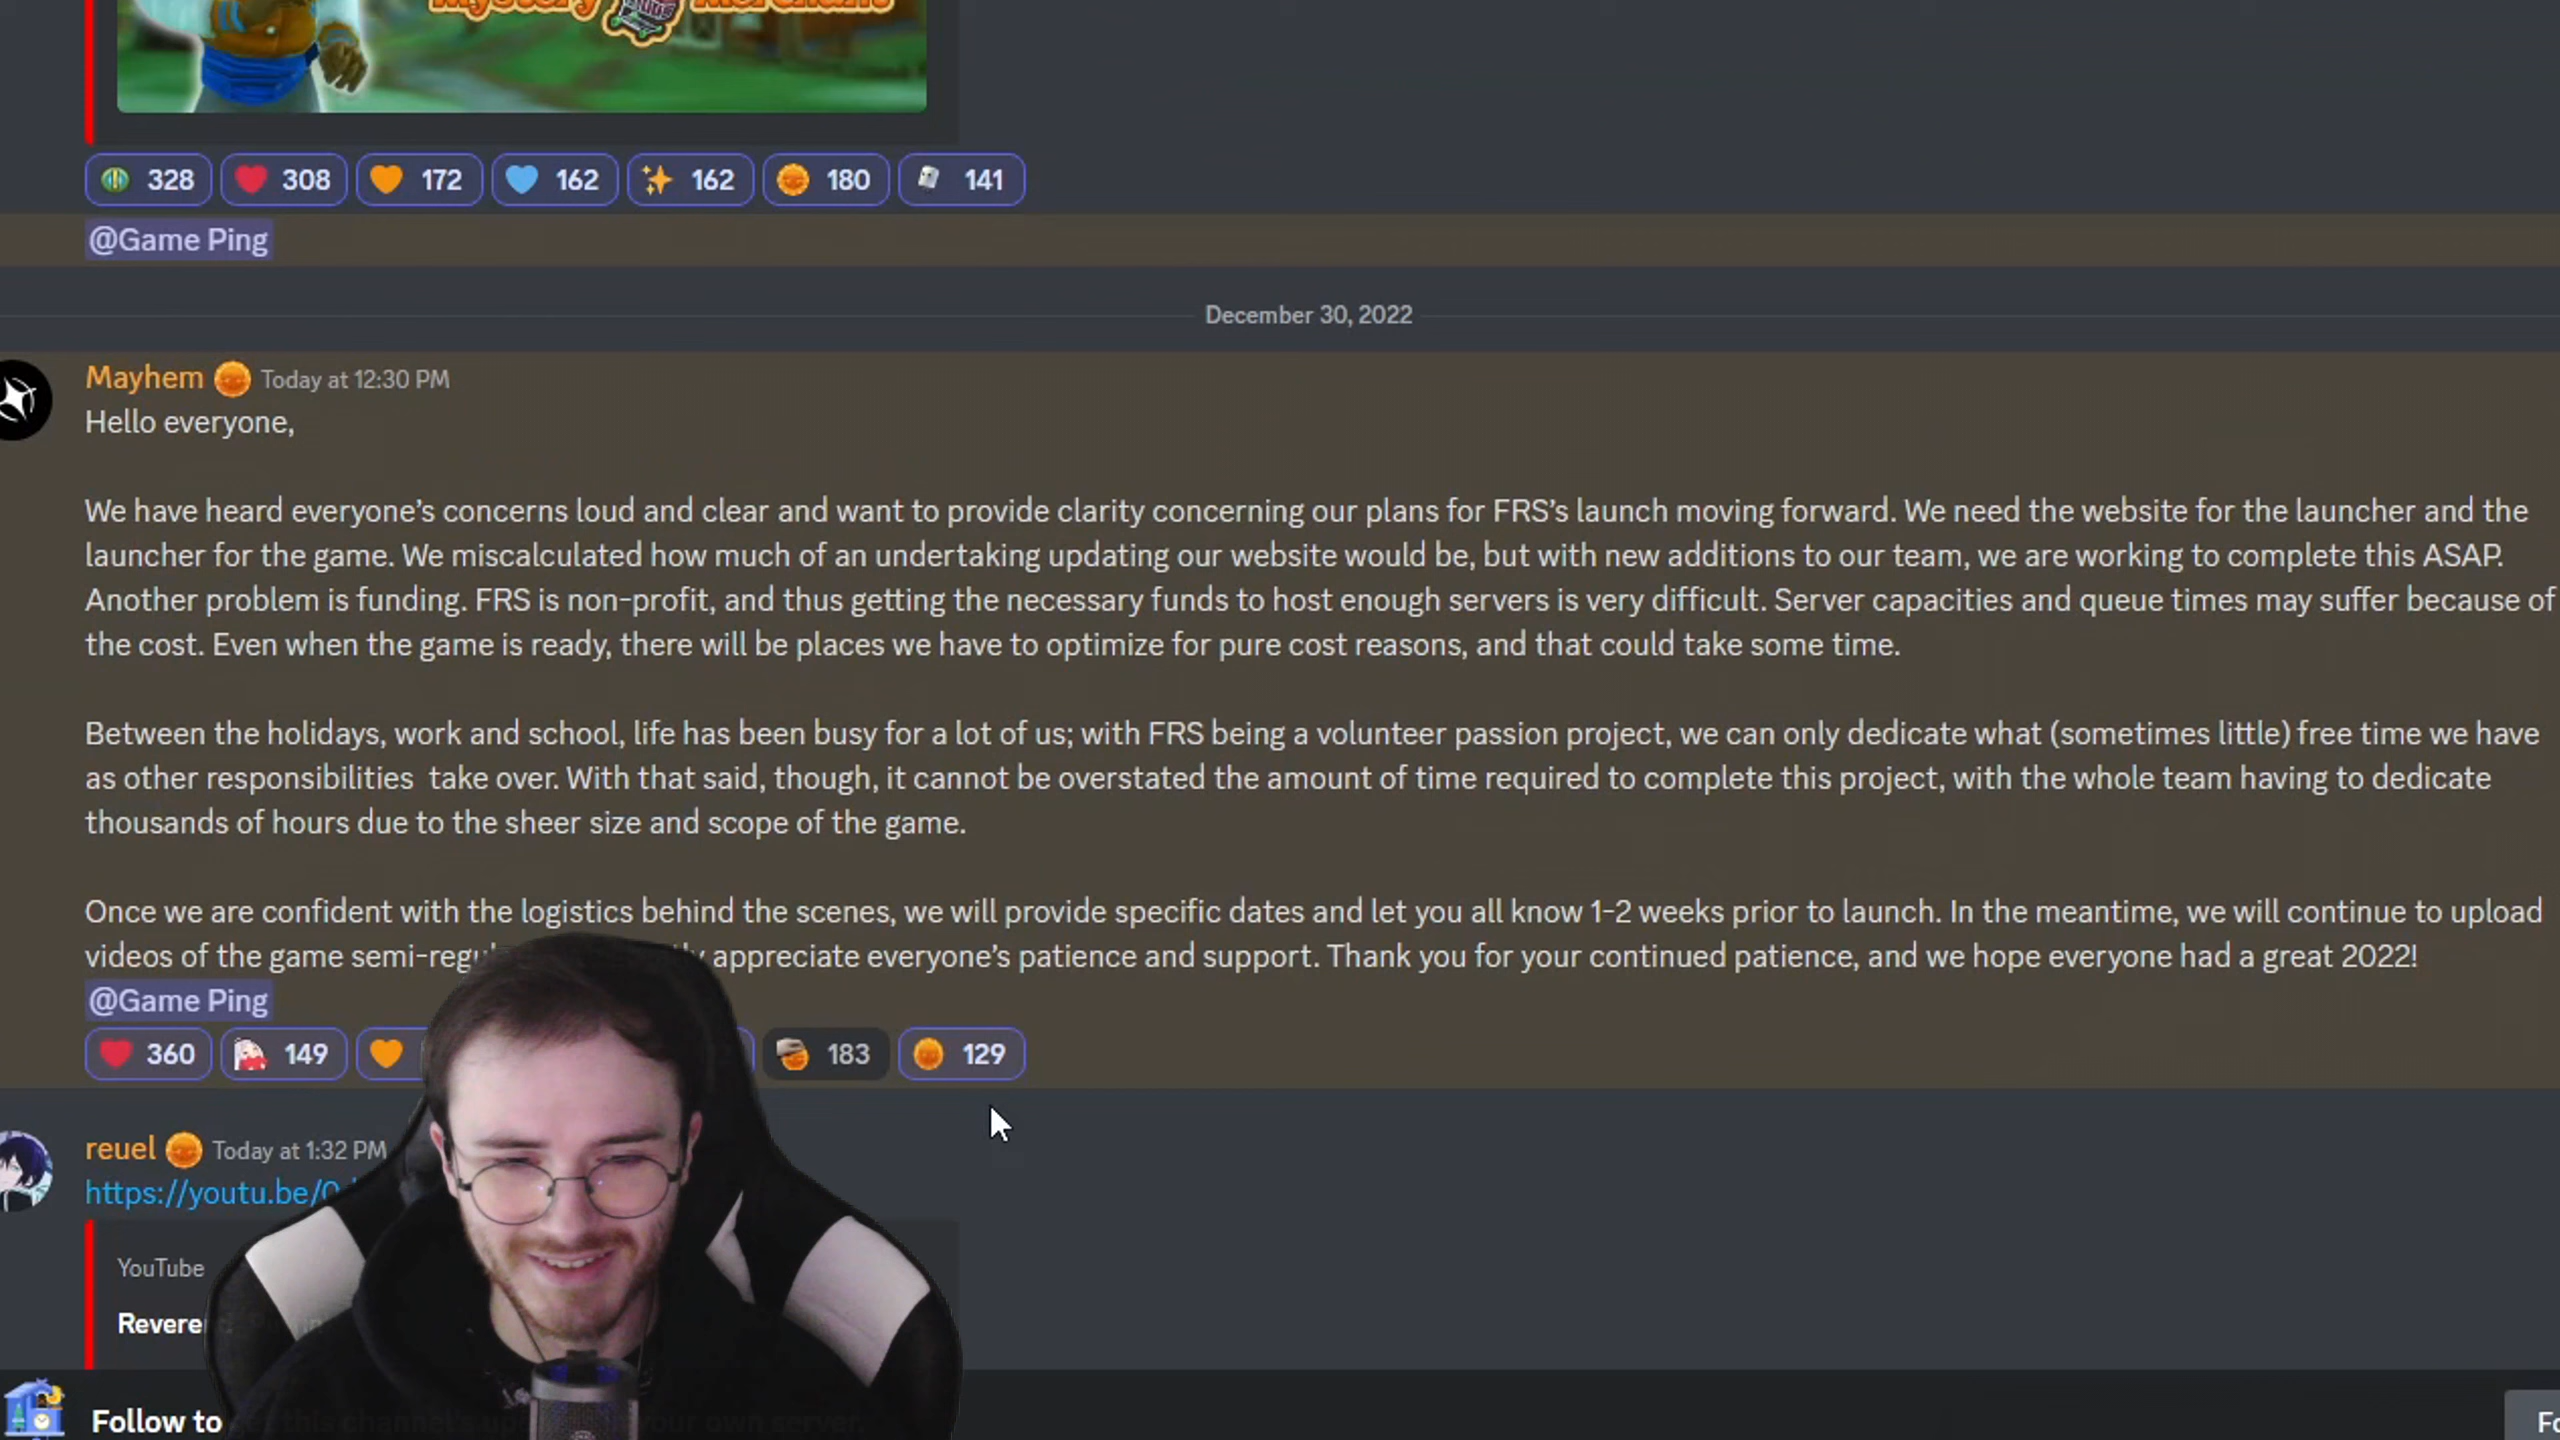 Mystery Merchant
328 308 172 162 162 180 141
@Game Ping
December 30, 2022
Mayhem Today at 12:30 PM
Hello everyone,
We have heard everyone's concerns loud and clear and want to provide clarity concerning our plans for FRS's launch moving forward. We need the website for the launcher and the
launcher for the game. We miscalculated how much of an undertaking updating our website would be, but with new additions to our team, we are working to complete this ASAP.
Another problem is funding. FRS is non-profit, and thus getting the necessary funds to host enough servers is very difficult. Server capacities and queue times may suffer because of
the cost. Even when the game is ready, there will be places we have to optimize for pure cost reasons, and that could take some time.
Between the holidays, work and school, life has been busy for a lot of us; with FRS being a volunteer passion project, we can only dedicate what (sometimes little) free time we have
as other responsibilities  take over. With that said, though, it cannot be overstated the amount of time required to complete this project, with the whole team having to dedicate
thousands of hours due to the sheer size and scope of the game.
Once we are confident with the logistics behind the scenes, we will provide specific dates and let you all know 1-2 weeks prior to launch. In the meantime, we will continue to upload
videos of the game appreciate everyone's patience and support. Thank you for your continued patience, and we hope everyone had a great 2022!
@Game Ping
360 149 183 129
reuel Today at 1:32 PM
https://youtu.be/
YouTube
Follow to this channel your own server.